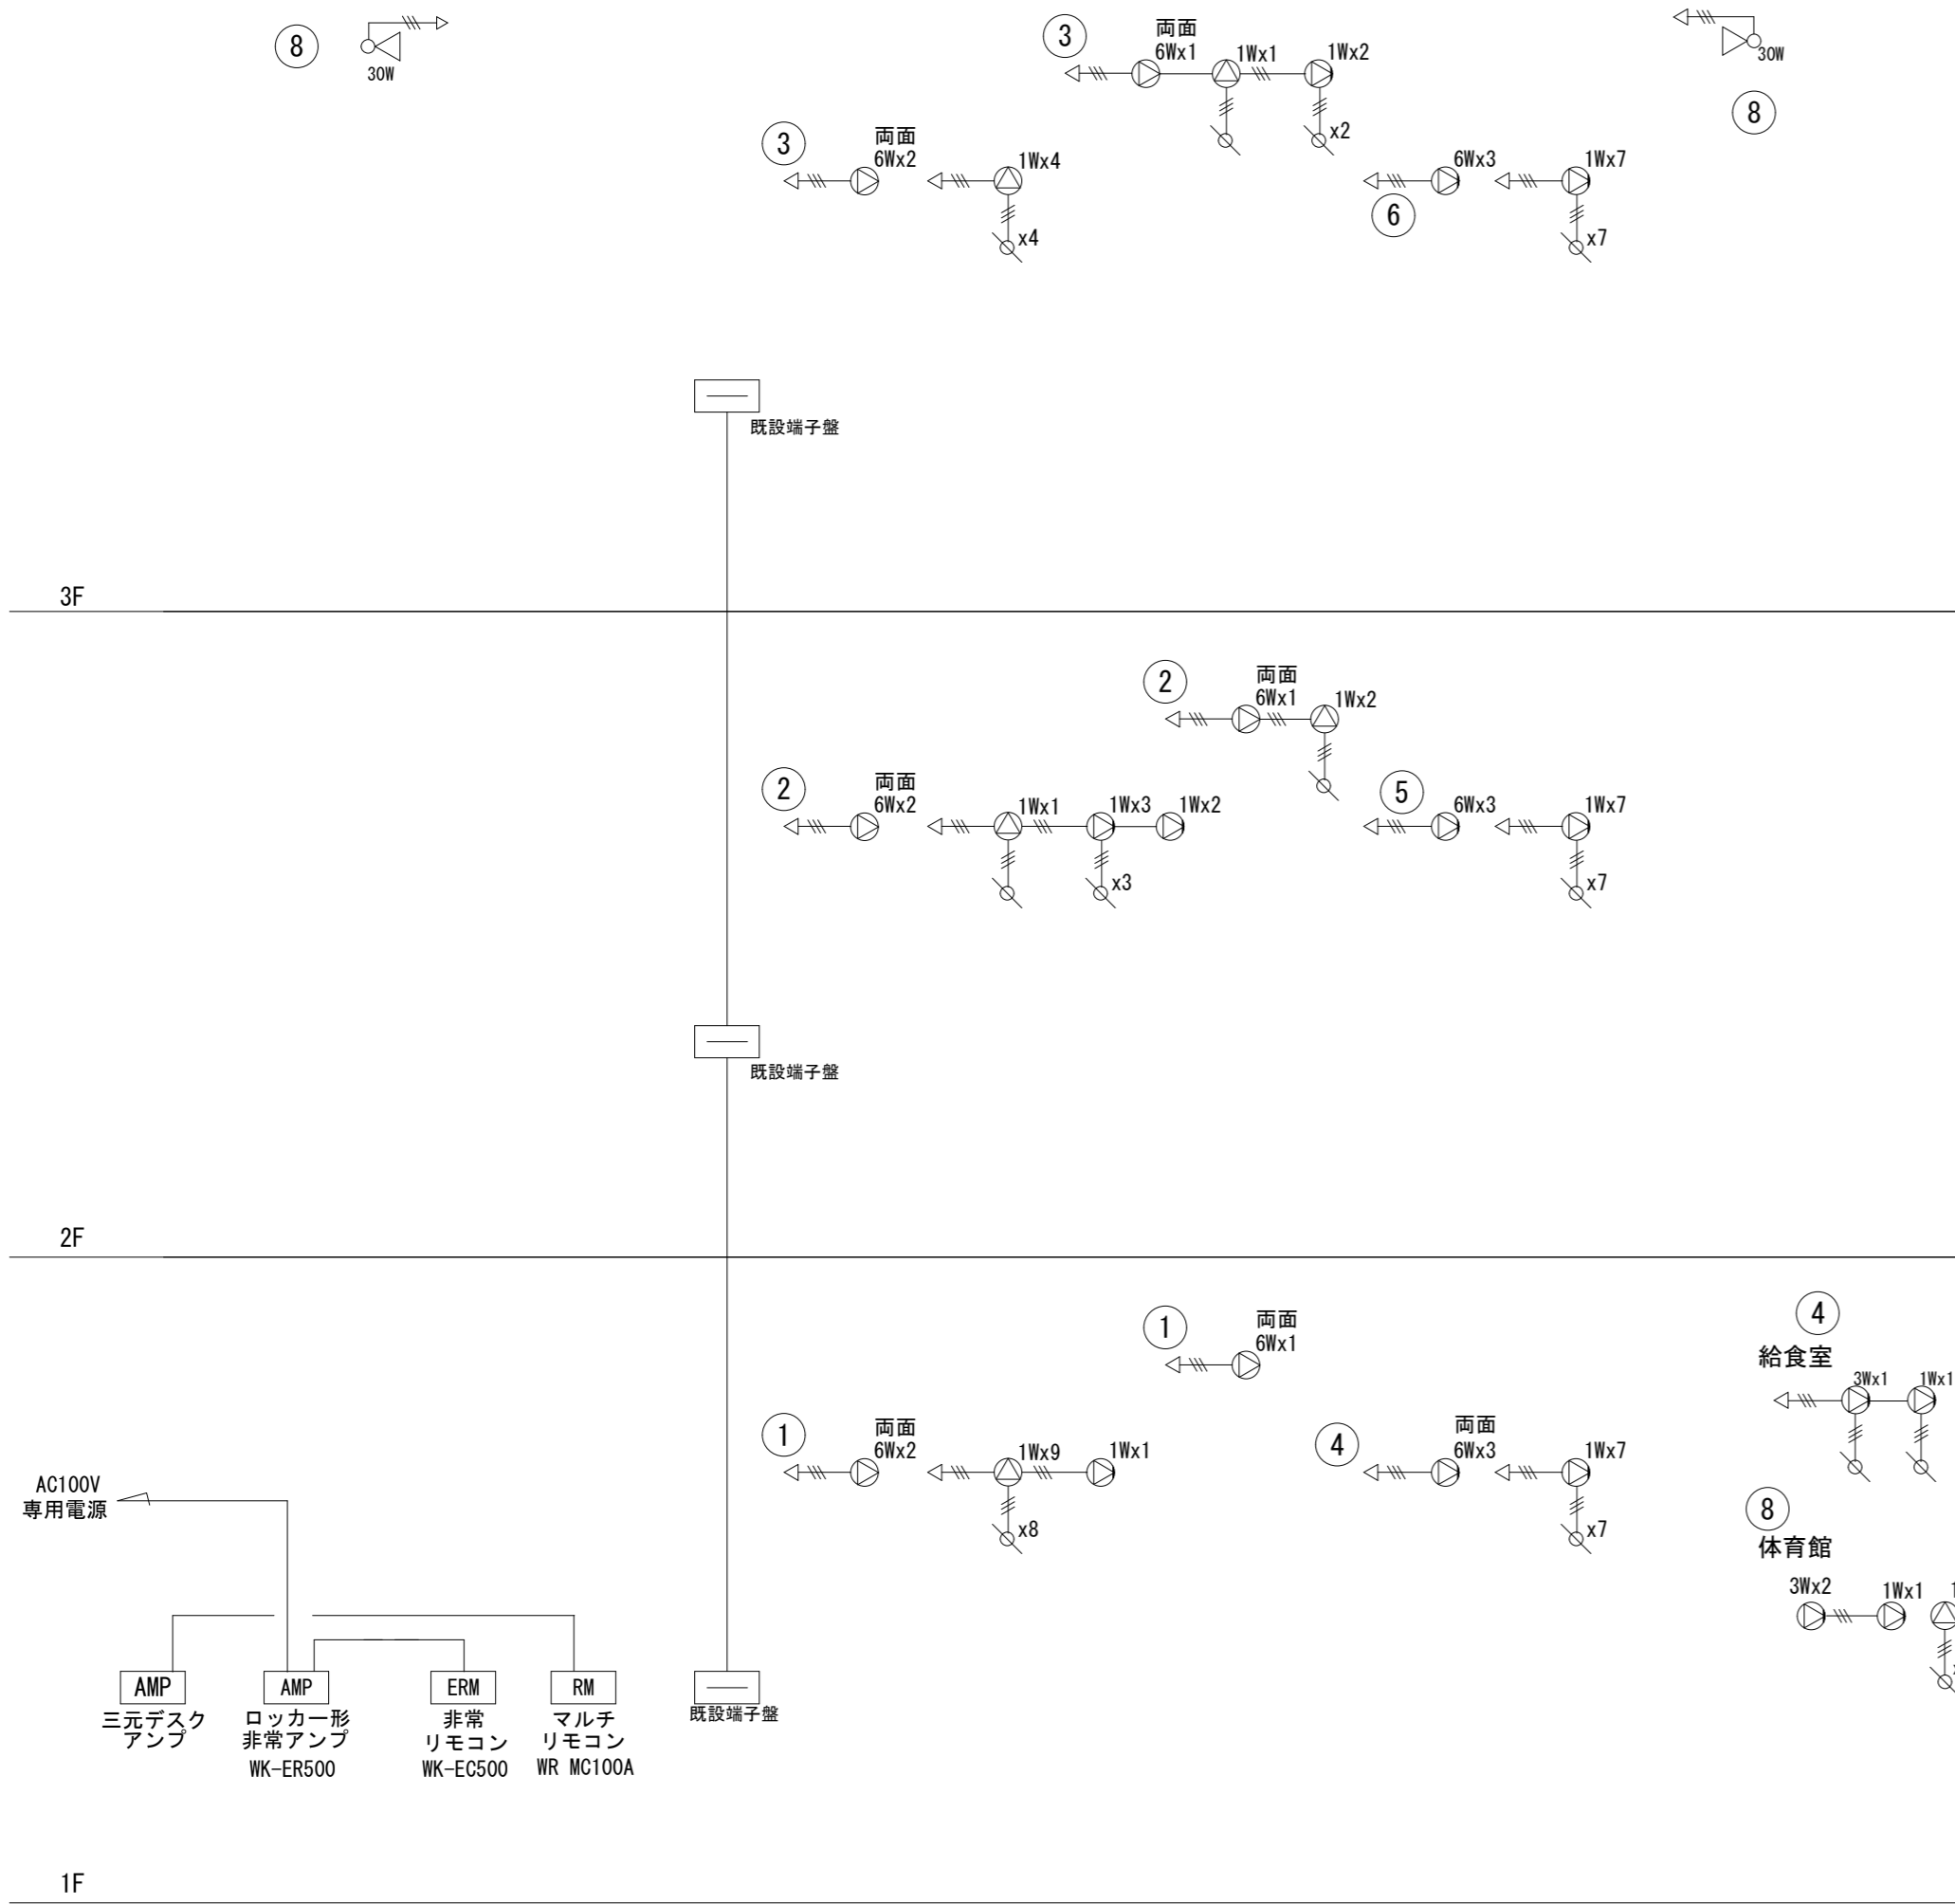 8
30W
3
両面
6Wx1
1Wx1
1Wx2
x2
30W
8
3
両面
6Wx2
1Wx4
x4
6Wx3
1Wx7
6
x7
既設端子盤
3F
2
両面
6Wx1
1Wx2
2
両面
6Wx2
1Wx1
1Wx3
1Wx2
x3
5
6Wx3
1Wx7
x7
既設端子盤
2F
1
両面
6Wx1
4
給食室
3Wx1
1Wx1
1
両面
6Wx2
1Wx9
1Wx1
x8
4
両面
6Wx3
1Wx7
x7
8
体育館
3Wx2
1Wx1
AC100V
専用電源
AMP
三元デスク
アンプ
AMP
ロッカー形
非常アンプ
WK-ER500
ERM
非常
リモコン
WK-EC500
RM
マルチ
リモコン
WR MC100A
既設端子盤
1F